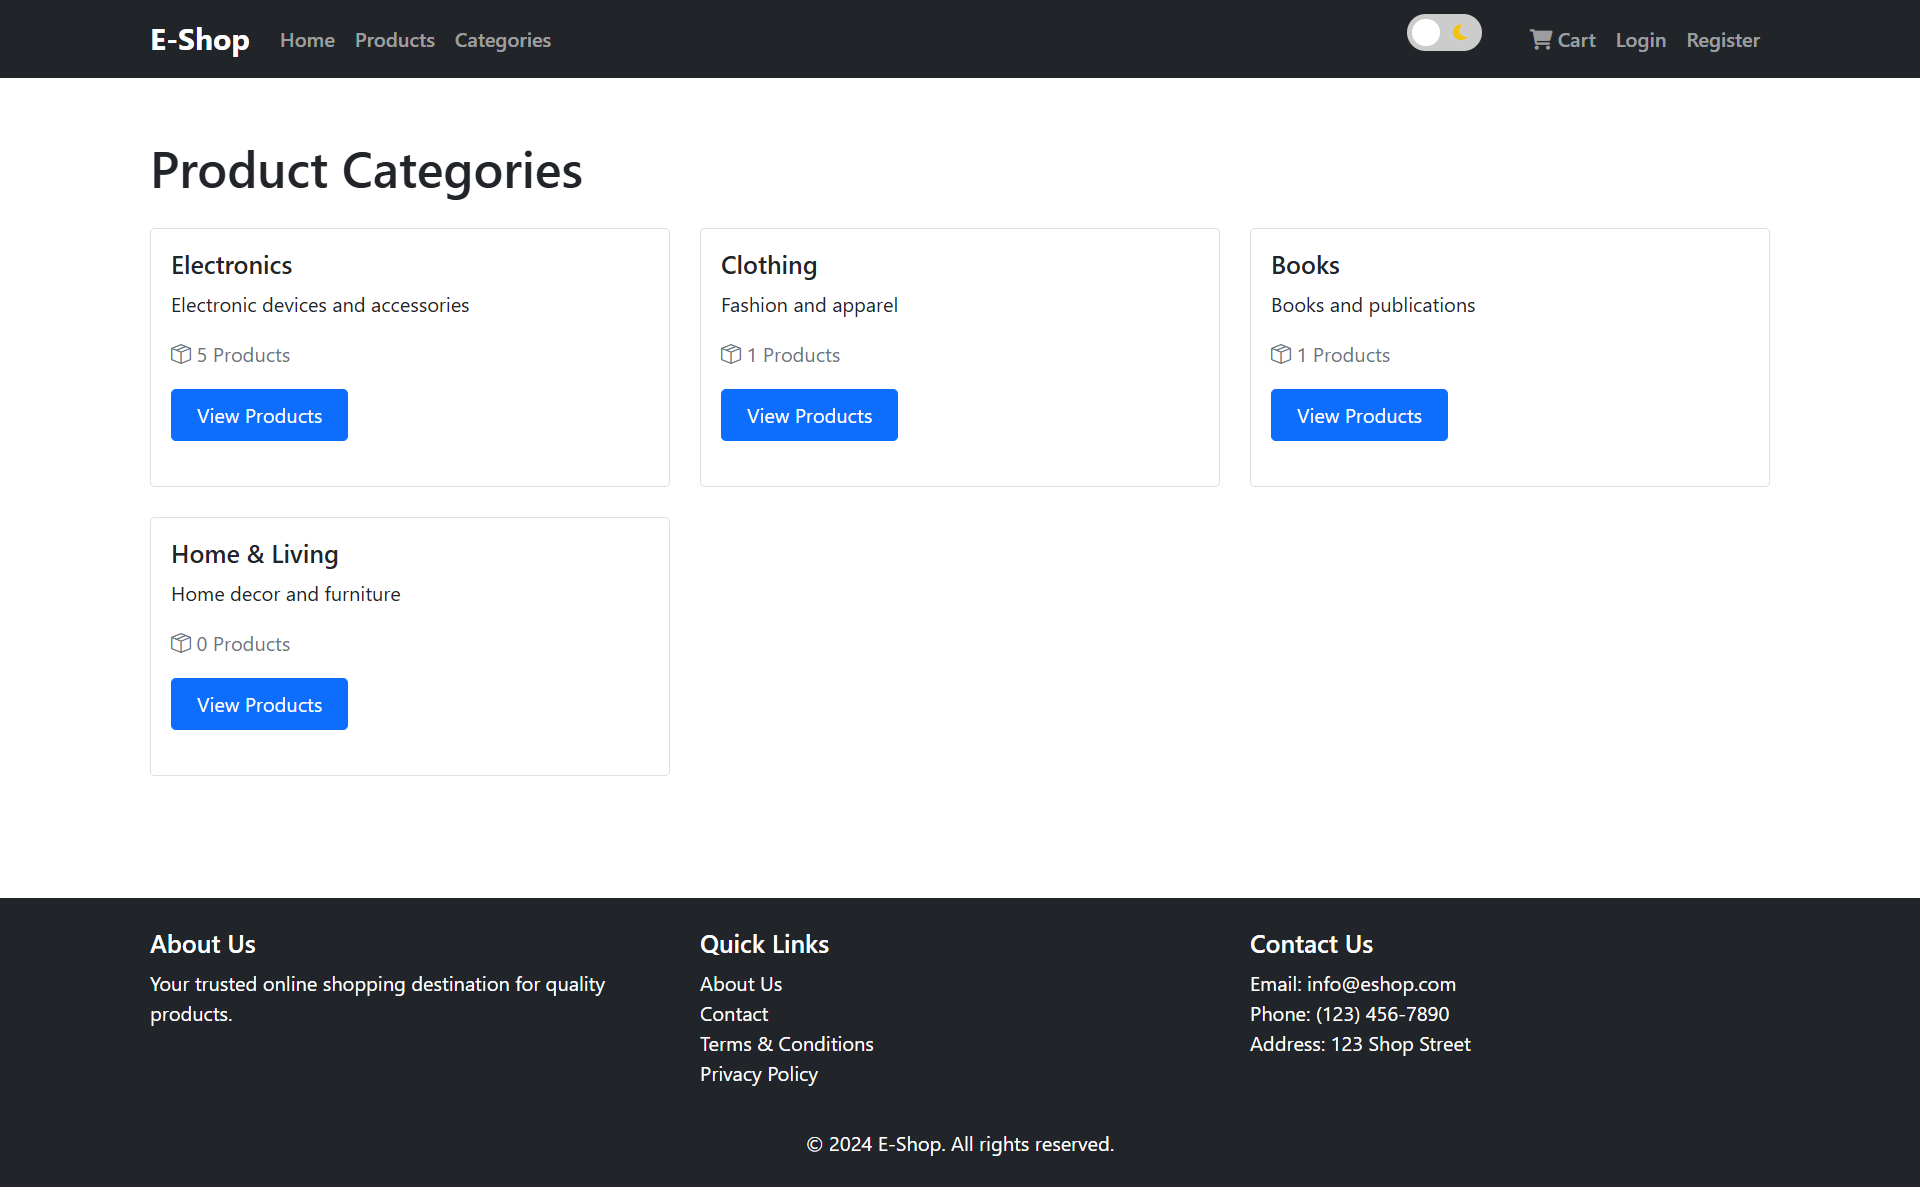 E-Shop Home Products Categories Cart Login Register
Product Categories
Electronics
Electronic devices and accessories
5 Products
View Products
Clothing
Fashion and apparel
1 Products
View Products
Books
Books and publications
1 Products
View Products
Home & Living
Home decor and furniture
0 Products
View Products
About Us
Your trusted online shopping destination for quality
products.
Quick Links
About Us
Contact
Terms & Conditions
Privacy Policy
Contact Us
Email: info@eshop.com
Phone: (123) 456-7890
Address: 123 Shop Street
© 2024 E-Shop. All rights reserved.